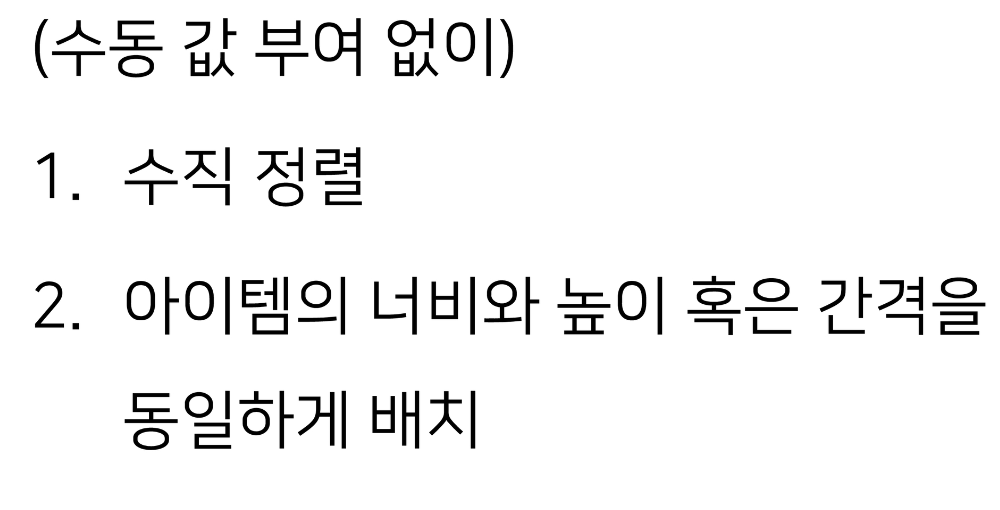 (수동 값 부여 없이)
1. 수직 정렬
2. 아이템의 너비와 높이 혹은 간격을
동일하게 배치